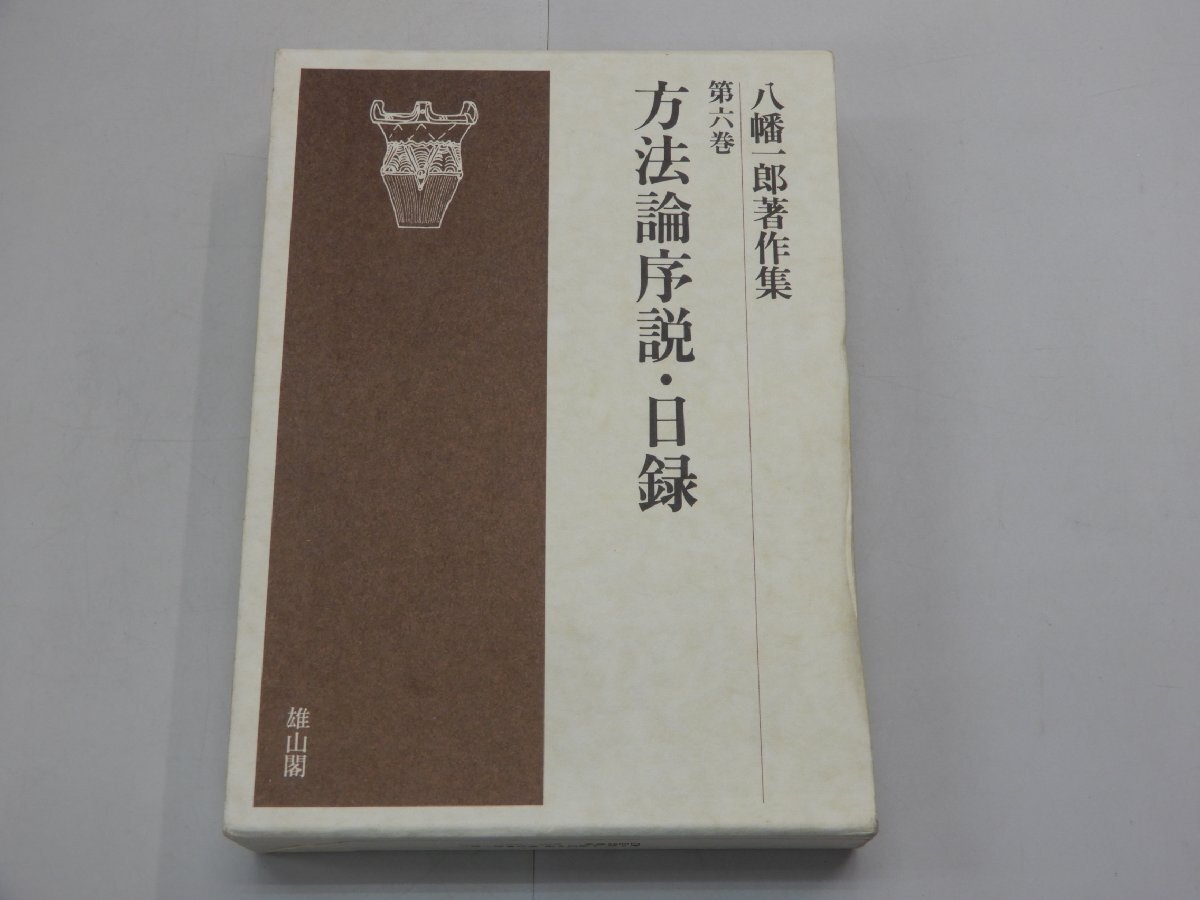 八幡一郎著作集
第六巻
方法論序説・日録
雄山閣